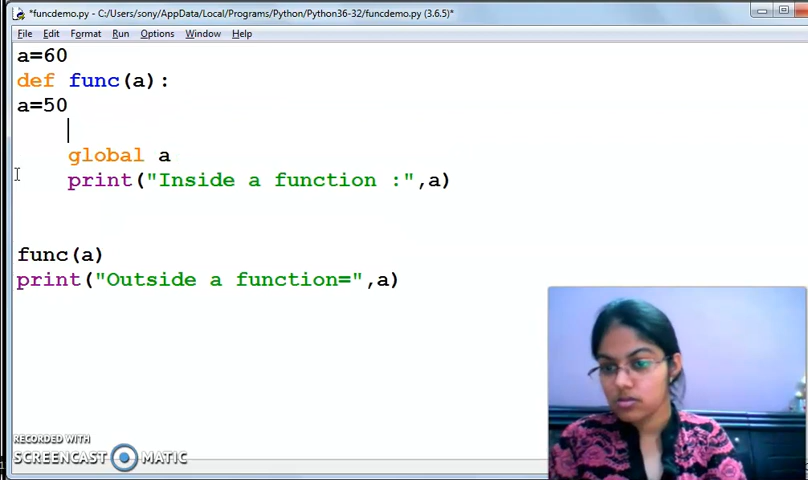 *funcdemo.py - C:/Users/sony/AppData/Local/Programs/Python/Python36-32/funcdemo.py (3.6.5)*
File Edit Format Run Options Window Help
a=60
def func(a):
a=50
global a
print("Inside a function :",a)
func(a)
print("Outside a function=",a)
RECORDED WITH
SCREENCAST MATIC